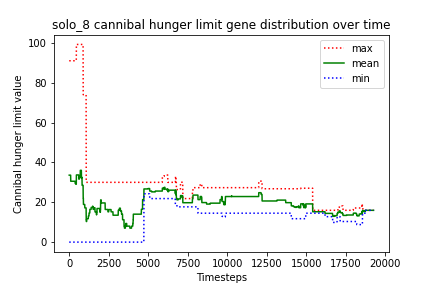 solo_8 cannibal hunger limit gene distribution over time
max
mean
min
Cannibal hunger limit value
100
80
60
40
20
0
0 2500 5000 7500 10000 12500 15000 17500 20000
Timesteps